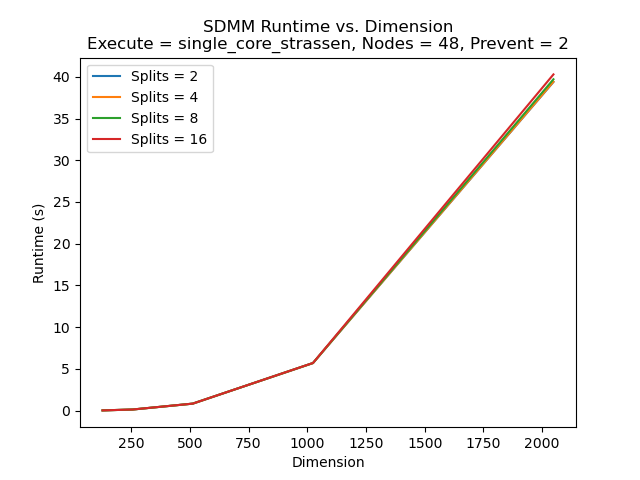 SDMM Runtime vs. Dimension
Execute = single_core_strassen, Nodes = 48, Prevent = 2
Splits = 2
Splits = 4
Splits = 8
Splits = 16
Runtime (s)
40
35
30
25
20
15
10
5
0
250
500
750
1000
1250
1500
1750
2000
Dimension